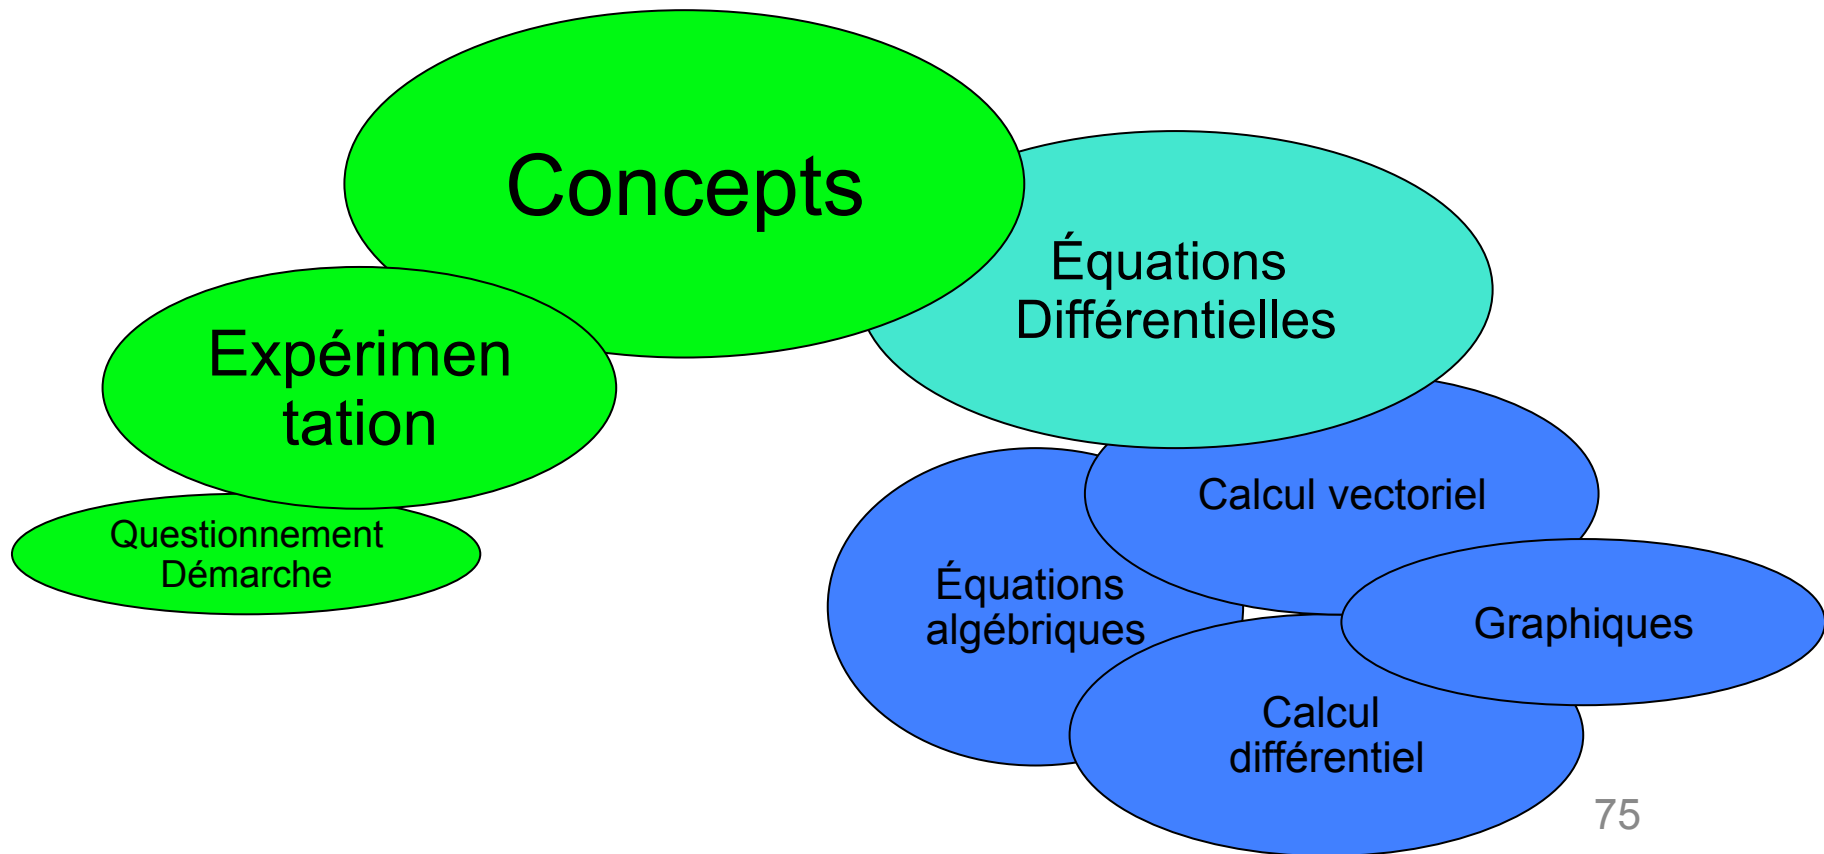 Concepts
Équations
Différentielles
Expérimen
tation
Calcul vectoriel
Questionnement
Démarche
Équations
algébriques
Graphiques
Calcul
différentiel
75